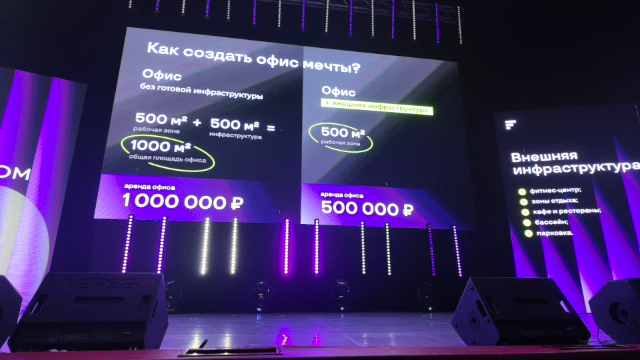 Как создать офис мечты?
Офис
без готовой инфраструктуры
500 м² + 500 м² =
рабочая зона
инфраструктура
1000 м²
общая площадь офиса
аренда офиса
1 000 000 ₽
Офис
+ внешняя инфраструктура
500 м²
рабочая зона
аренда офиса
500 000 ₽
Внешняя
инфраструктура
фитнес-центр;
зоны отдыха;
кафе и рестораны;
бассейн;
парковка.